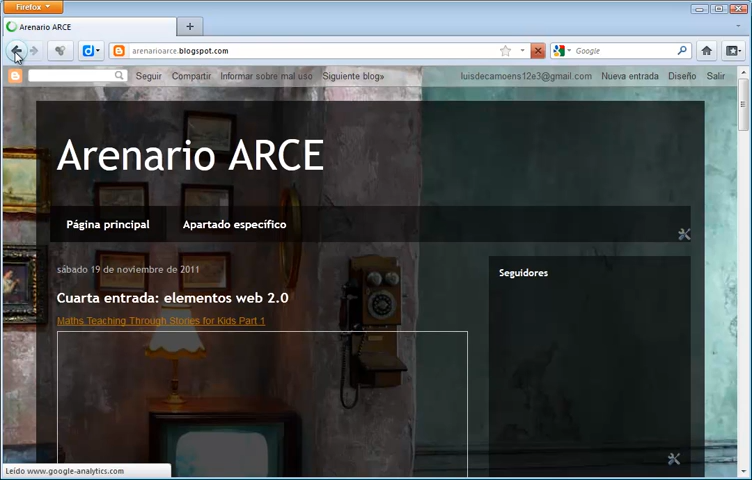 Firefox
Arenario ARCE
arenarioarce.blogspot.com
Google
Seguir Compartir Informar sobre mal uso Siguiente blog» luisdecamoens12e3@gmail.com Nueva entrada Diseño Salir
Arenario ARCE
Página principal Apartado específico
sábado 19 de noviembre de 2011
Seguidores
Cuarta entrada: elementos web 2.0
Maths Teaching Through Stories for Kids Part 1
Leído www.google-analytics.com